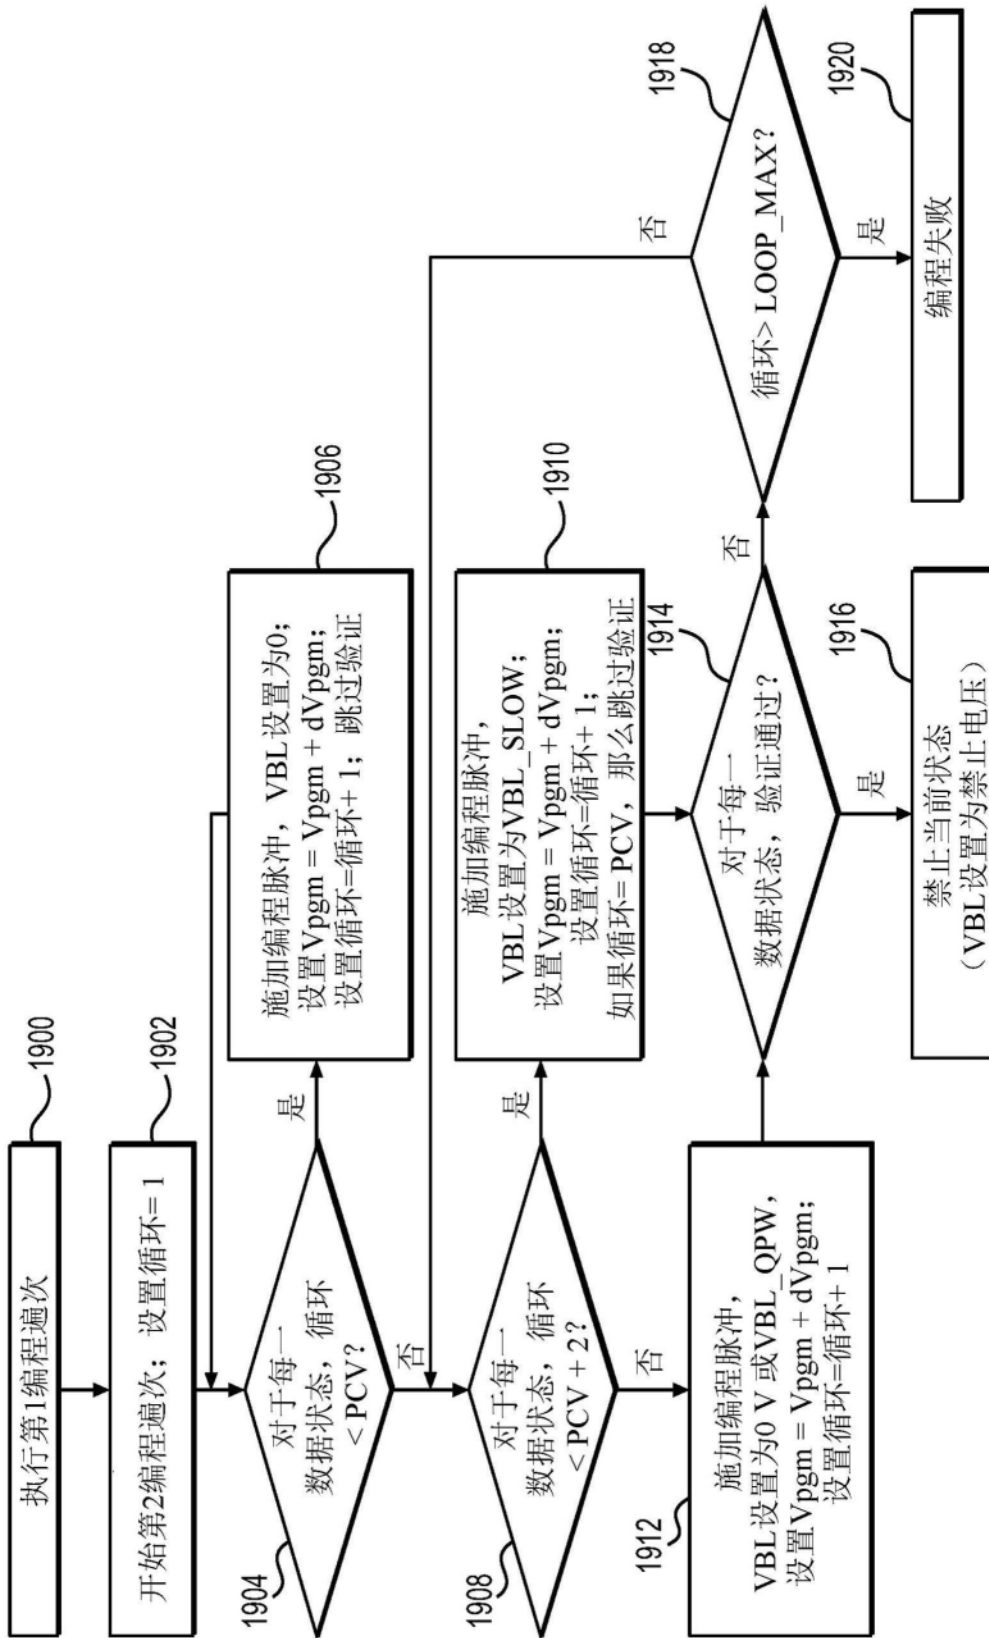 执行第1编程遍次
1900
开始第2编程遍次；设置循环= 1
1902
对于每一
数据状态，循环
< PCV？
1904
是
否
施加编程脉冲，VBL设置为0；
设置Vpgm = Vpgm + dVpgm；
设置循环=循环+ 1；跳过验证
1906
对于每一
数据状态，循环
< PCV + 2？
1908
是
否
施加编程脉冲，
VBL设置为VBL_SLOW；
设置Vpgm = Vpgm + dVpgm；
设置循环=循环+ 1；
如果循环= PCV，那么跳过验证
1910
施加编程脉冲，
VBL设置为0 V 或VBL_QPW，
设置Vpgm = Vpgm + dVpgm；
设置循环=循环+1
1912
对于每一
数据状态，验证通过？
1914
否
是
禁止当前状态
（VBL设置为禁止电压）
1916
循环> LOOP_MAX？
1918
否
是
编程失败
1920